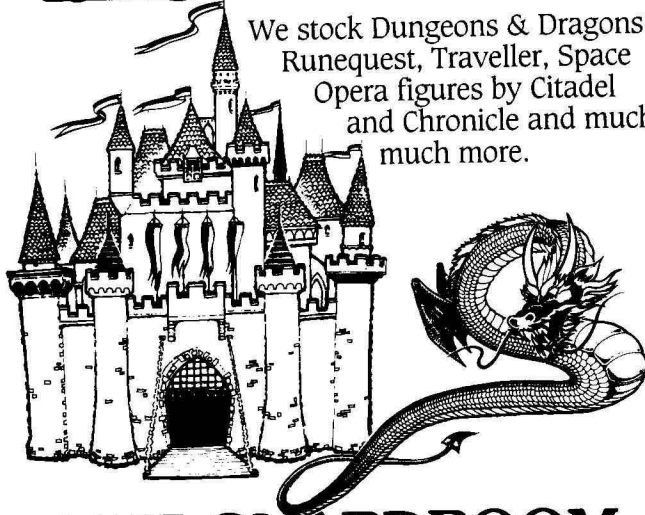 We stock Dungeons & Dragons
Runequest, Traveller, Space
Opera figures by Citadel
and Chronicle and much
much more.